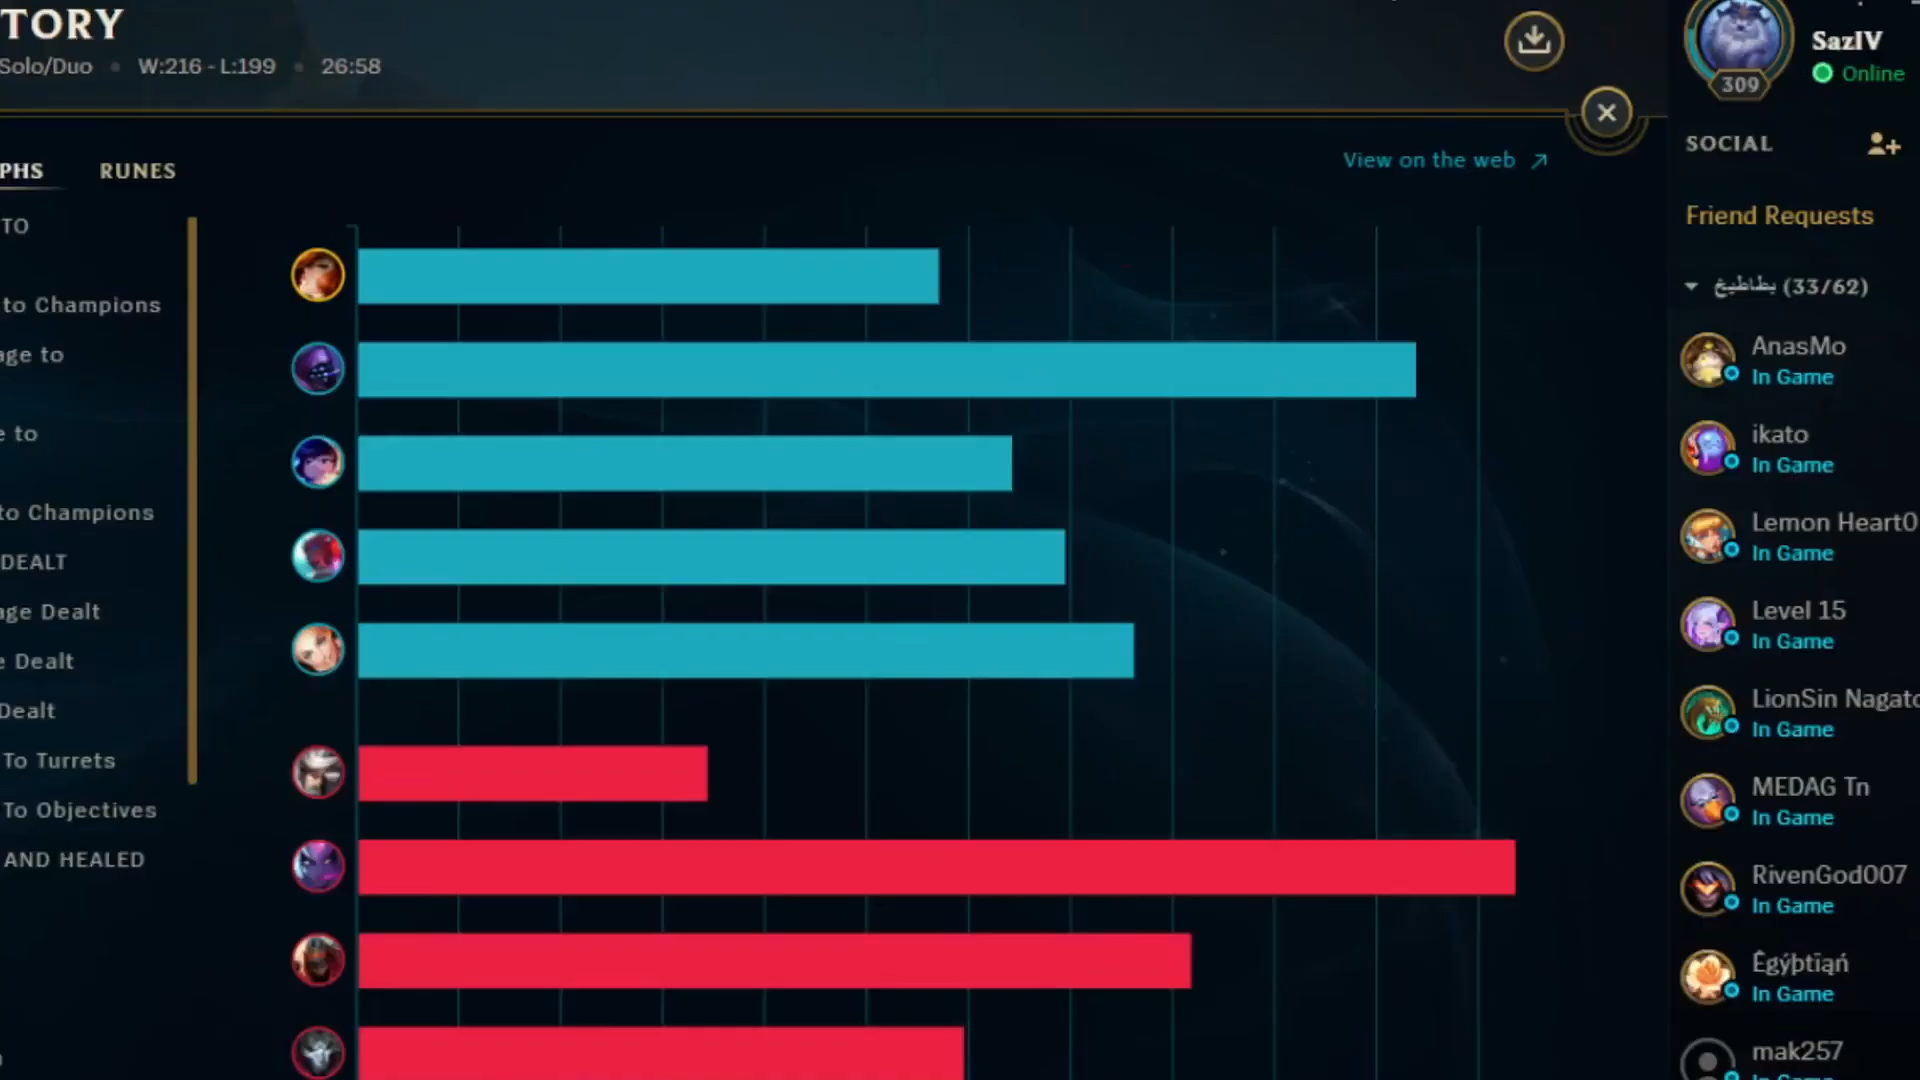 TORY
Solo/Duo • W:216 - L:199 • 26:58
PHS
RUNES
View on the web
TO
to Champions
age to
e to
to Champions
DEALT
age Dealt
e Dealt
Dealt
To Turrets
To Objectives
AND HEALED
SazIV
309
Online
SOCIAL
Friend Requests
بطاطيخ (33/62)
AnasMo
In Game
ikato
In Game
Lemon Heart0
In Game
Level 15
In Game
LionSin Nagato
In Game
MEDAG Tn
In Game
RivenGod007
In Game
Êgýþtīąń
In Game
mak257